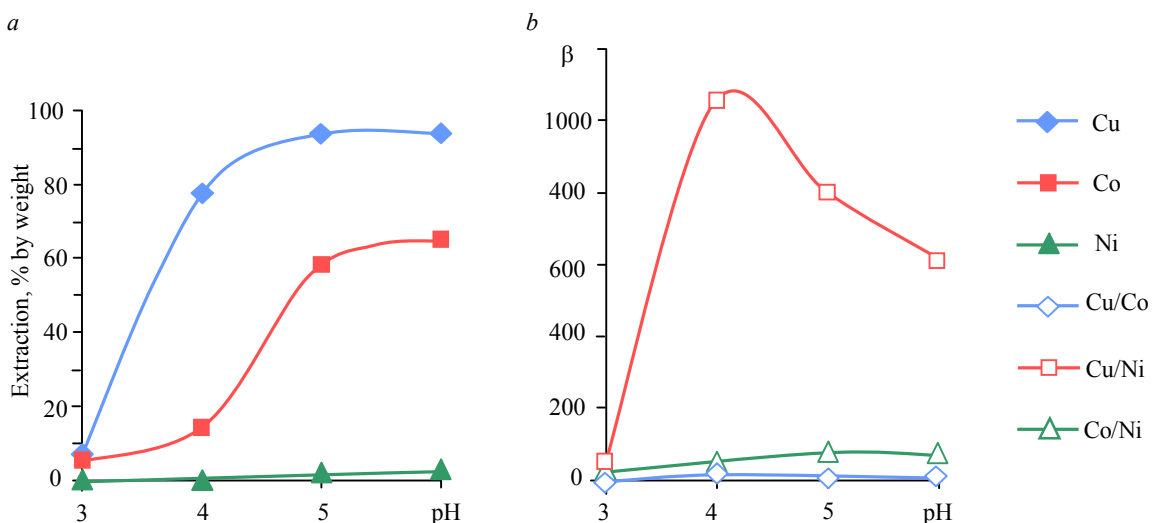 a
Extraction, % by weight
100
80
60
40
20
0
3 4 5 pH
b
β
1000
400
600
400
200
0
3 4 5 pH
Cu
Co
Ni
Cu/Co
Cu/Ni
Co/Ni